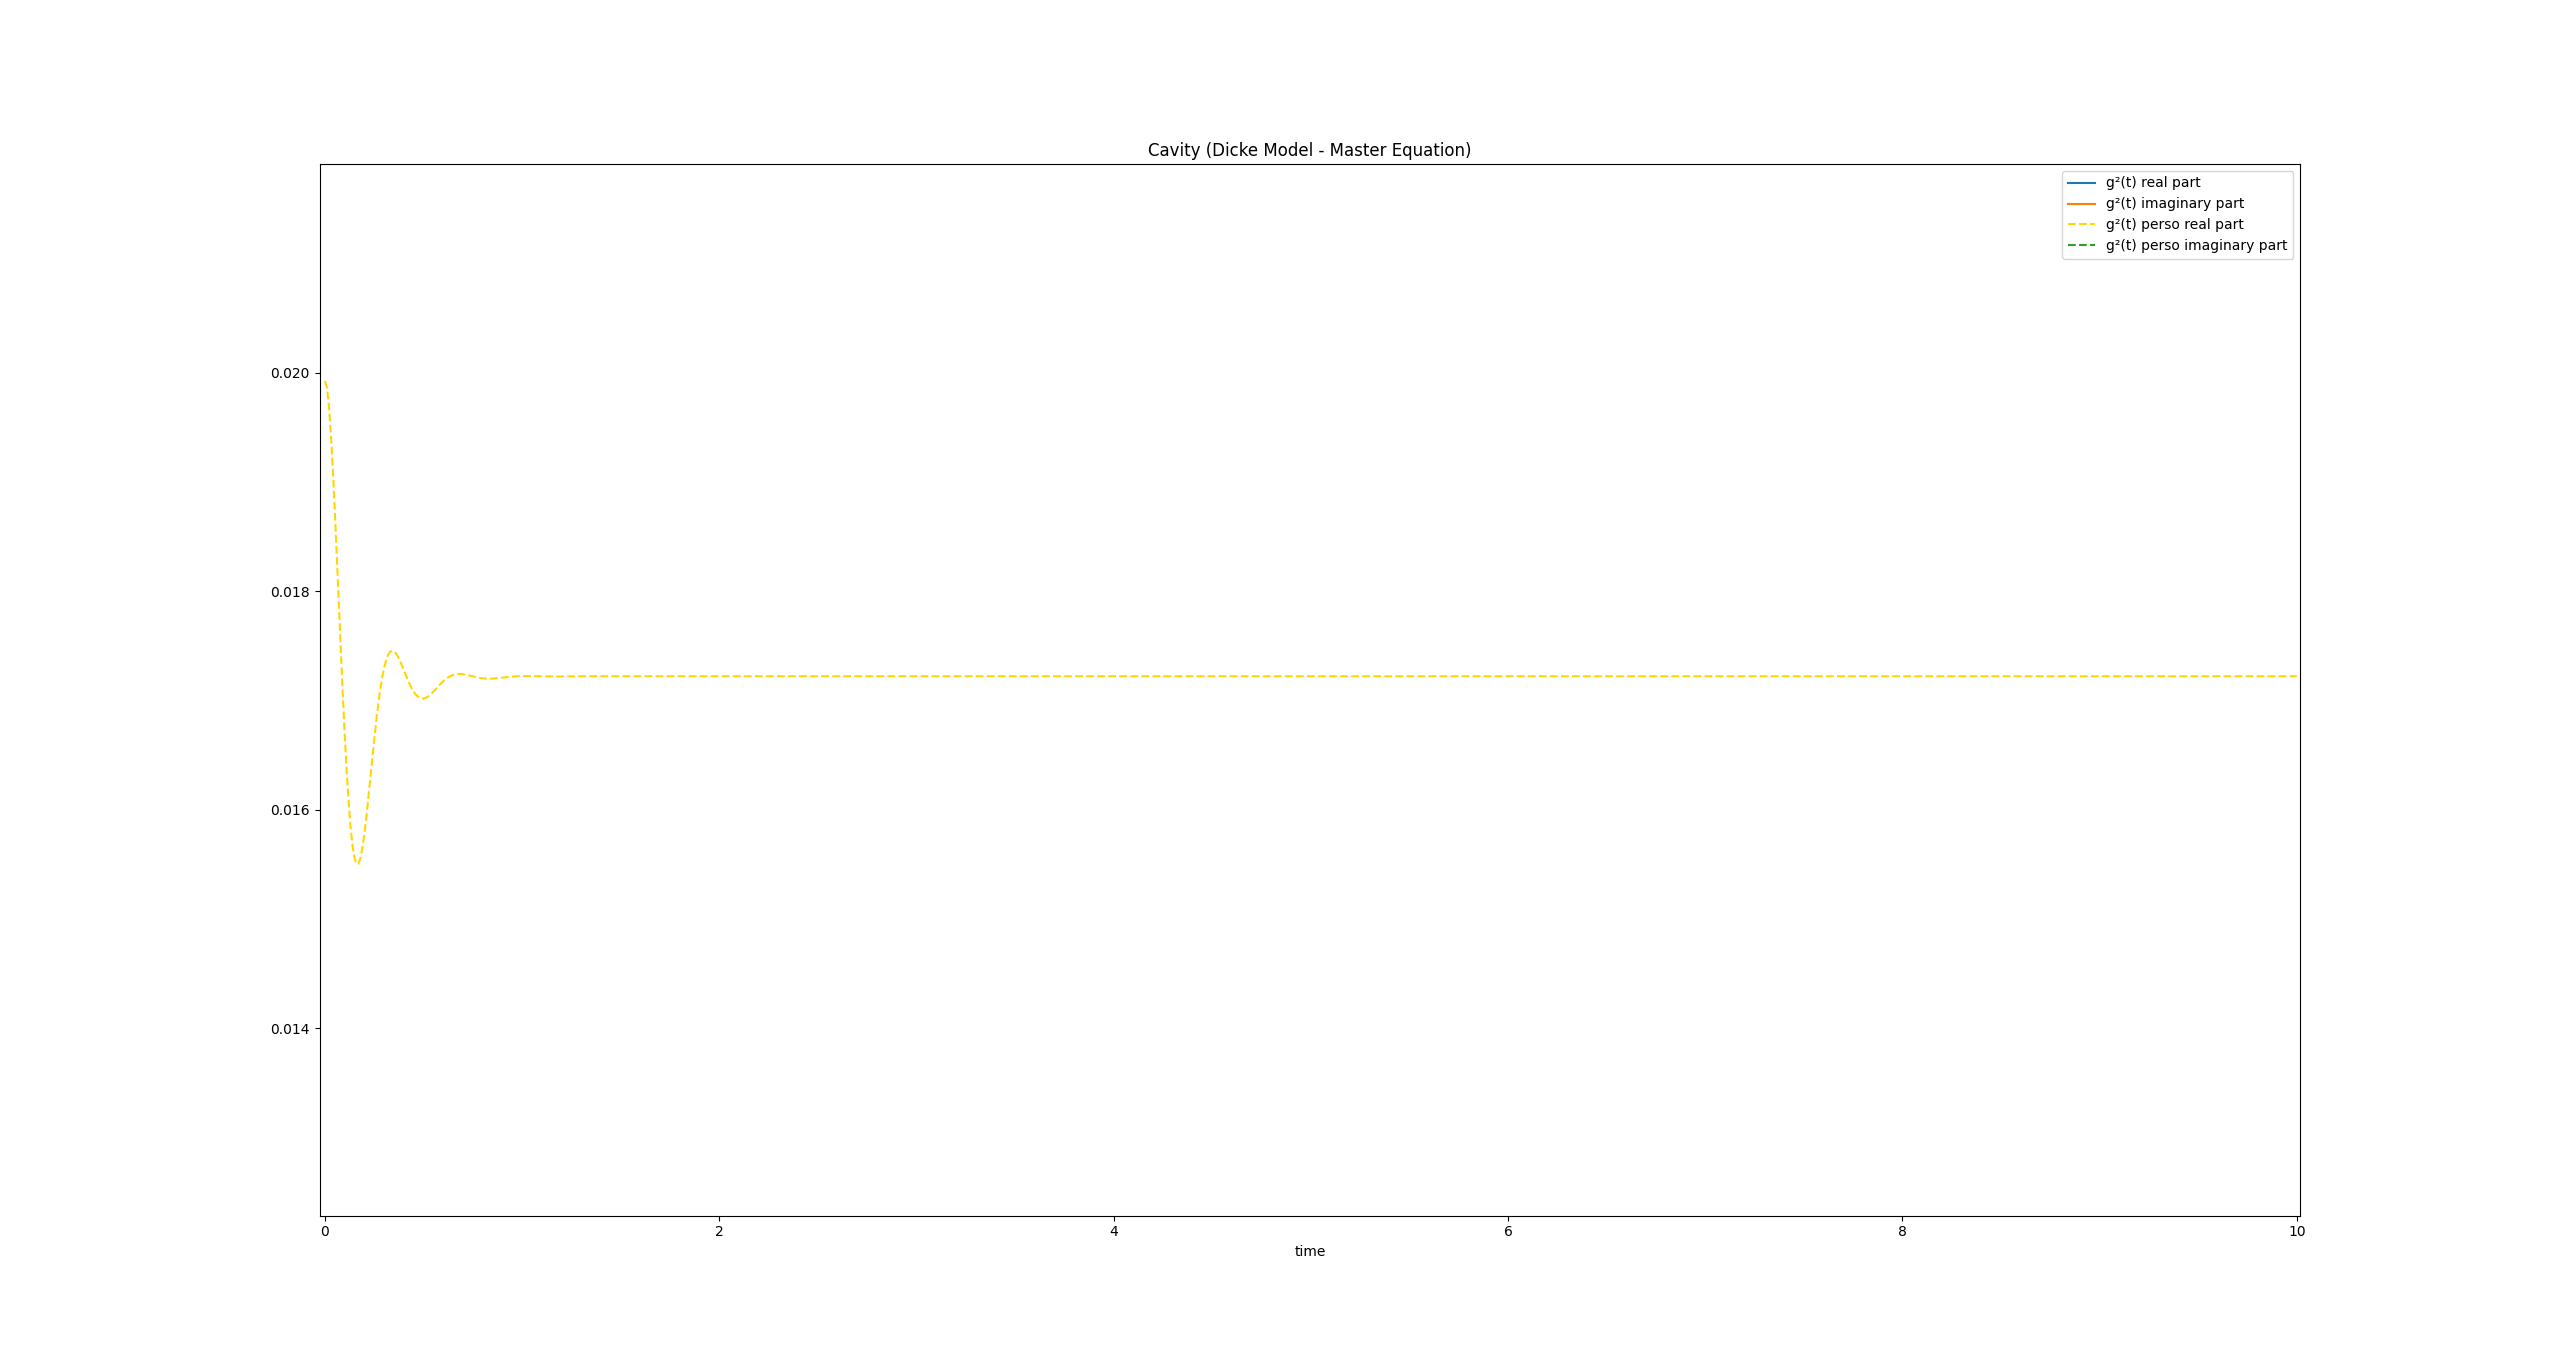 Cavity (Dicke Model - Master Equation)
g²(t) real part
g²(t) imaginary part
g²(t) perso real part
g²(t) perso imaginary part
0.020
0.018
0.016
0.014
0 2 4 6 8 10
time